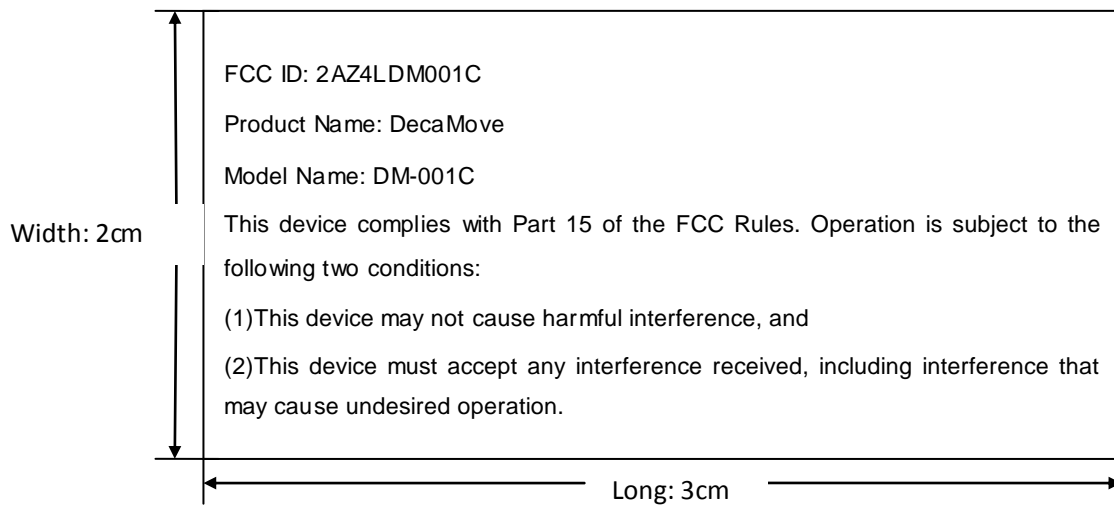 FCC ID: 2AZ4LDM001C
Product Name: DecaMove
Model Name: DM-001C
This device complies with Part 15 of the FCC Rules. Operation is subject to the
following two conditions:
(1)This device may not cause harmful interference, and
(2)This device must accept any interference received, including interference that
may cause undesired operation.
Width: 2cm
Long: 3cm